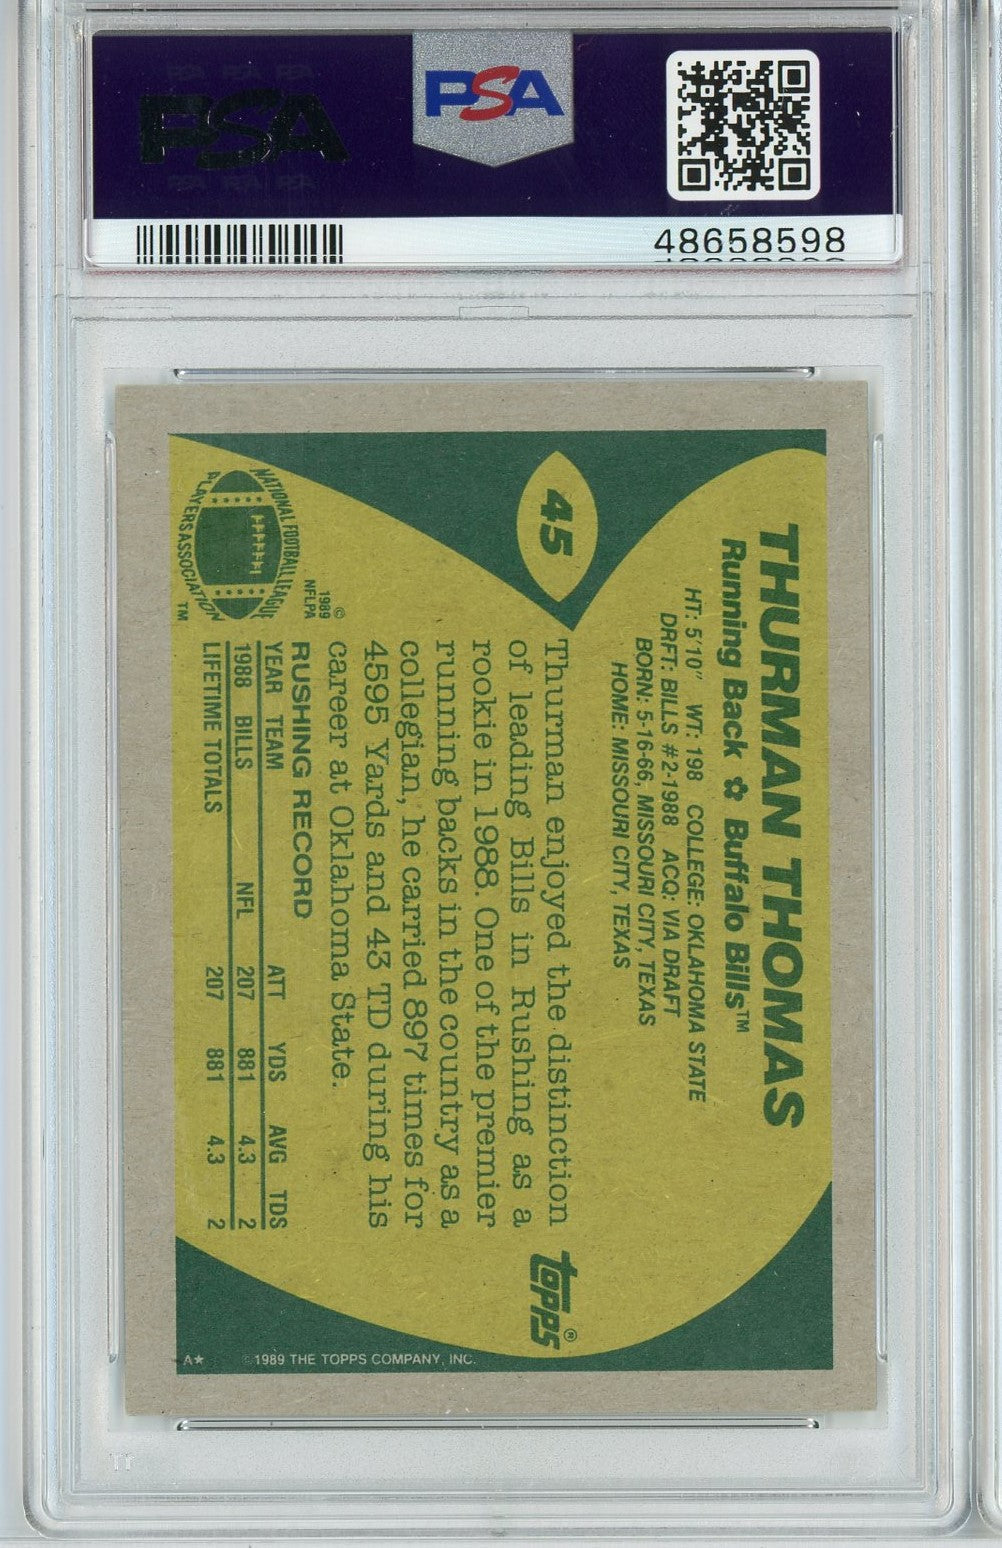 PSA
PSA
48658598
45
THURMAN THOMAS
Running Back ✿ Buffalo Bills™
HT: 5'10" WT: 198 COLLEGE: OKLAHOMA STATE
DRFT: BILLS #2-1988 ACQ: VIA DRAFT
BORN: 5-16-66, MISSOURI CITY, TEXAS
HOME: MISSOURI CITY, TEXAS
Thurman enjoyed the distinction
of leading Bills in Rushing as a
rookie in 1988. One of the premier
running backs in the country as a
collegian, he carried 897 times for
4595 Yards and 43 TD during his
career at Oklahoma State.
NATIONAL FOOTBALL LEAGUE
PLAYERS ASSOCIATION
TM
©
1989
NFLPA
RUSHING RECORD
YEAR TEAM ATT YDS AVG TDS
1988 BILLS NFL 207 881 4.3 2
LIFETIME TOTALS 207 881 4.3 2
topps®
A★ ©1989 THE TOPPS COMPANY, INC.